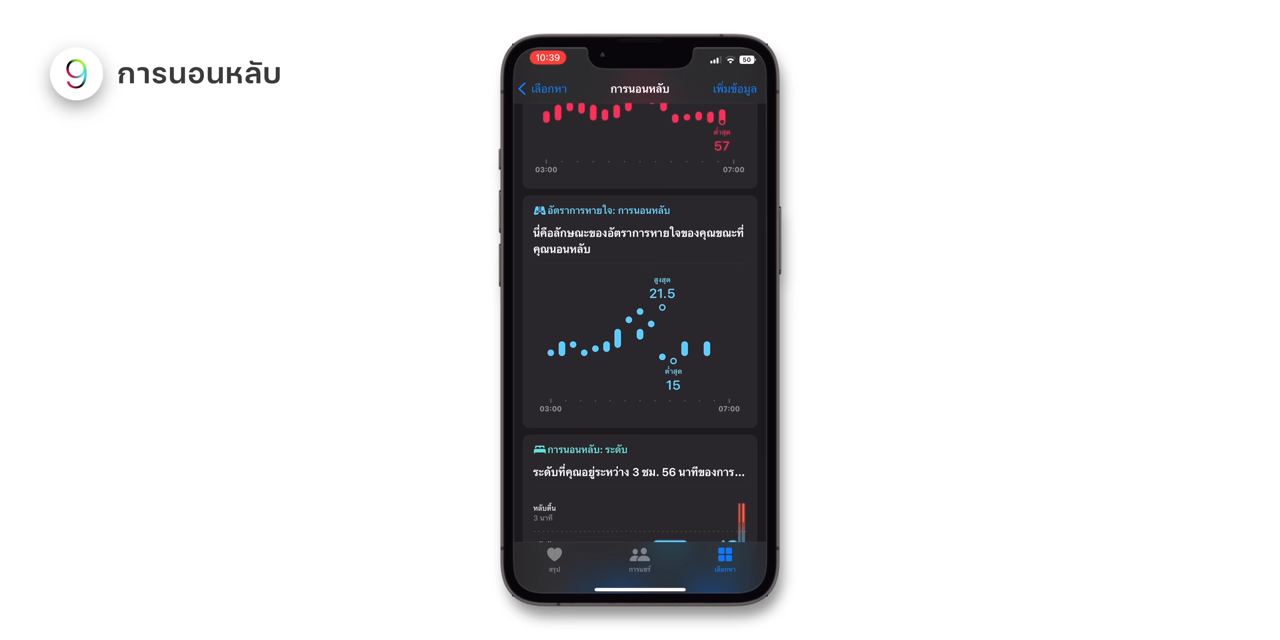 9 การนอนหลับ
10:39
50
เลือกหา การนอนหลับ เพิ่มข้อมูล
ต่ำสุด
57
03:00 07:00
อัตราการหายใจ: การนอนหลับ
นี่คือลักษณะของอัตราการหายใจของคุณขณะที่
คุณนอนหลับ
สูงสุด
21.5
ต่ำสุด
15
03:00 07:00
การนอนหลับ: ระดับ
ระดับที่คุณอยู่ระหว่าง 3 ชม. 56 นาทีของการ...
หลับตื้น
3 นาที
สรุป การแชร์ เลือกหา